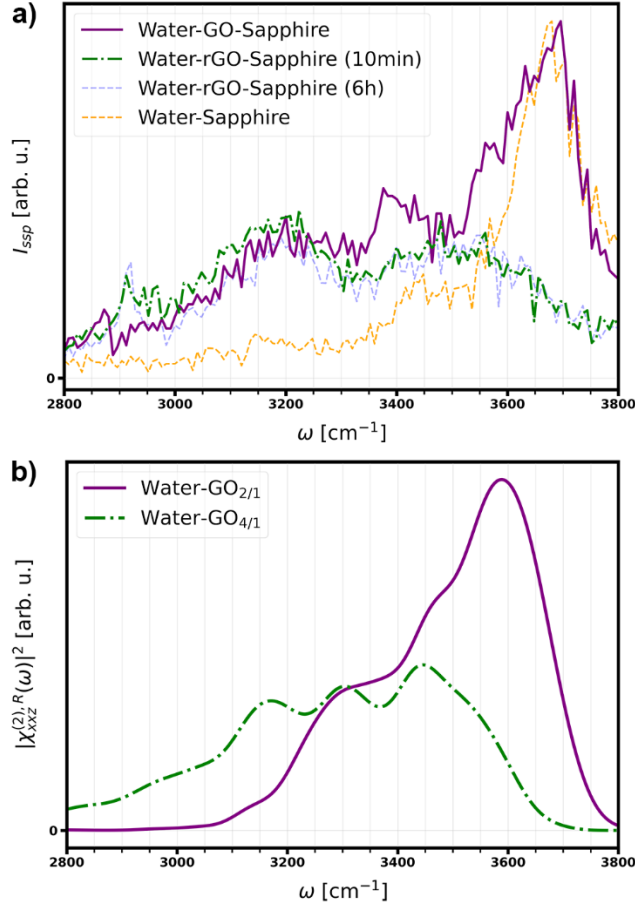 a)
Water-GO-Sapphire
Water-rGO-Sapphire (10min)
Water-rGO-Sapphire (6h)
Water-Sapphire
I_ssp [arb. u.]
0
2800 3000 3200 3400 3600 3800
ω [cm⁻¹]
b)
Water-GO₂/₁
Water-GO₄/₁
|χ_xxz^(2),R(ω)|² [arb. u.]
0
2800 3000 3200 3400 3600 3800
ω [cm⁻¹]